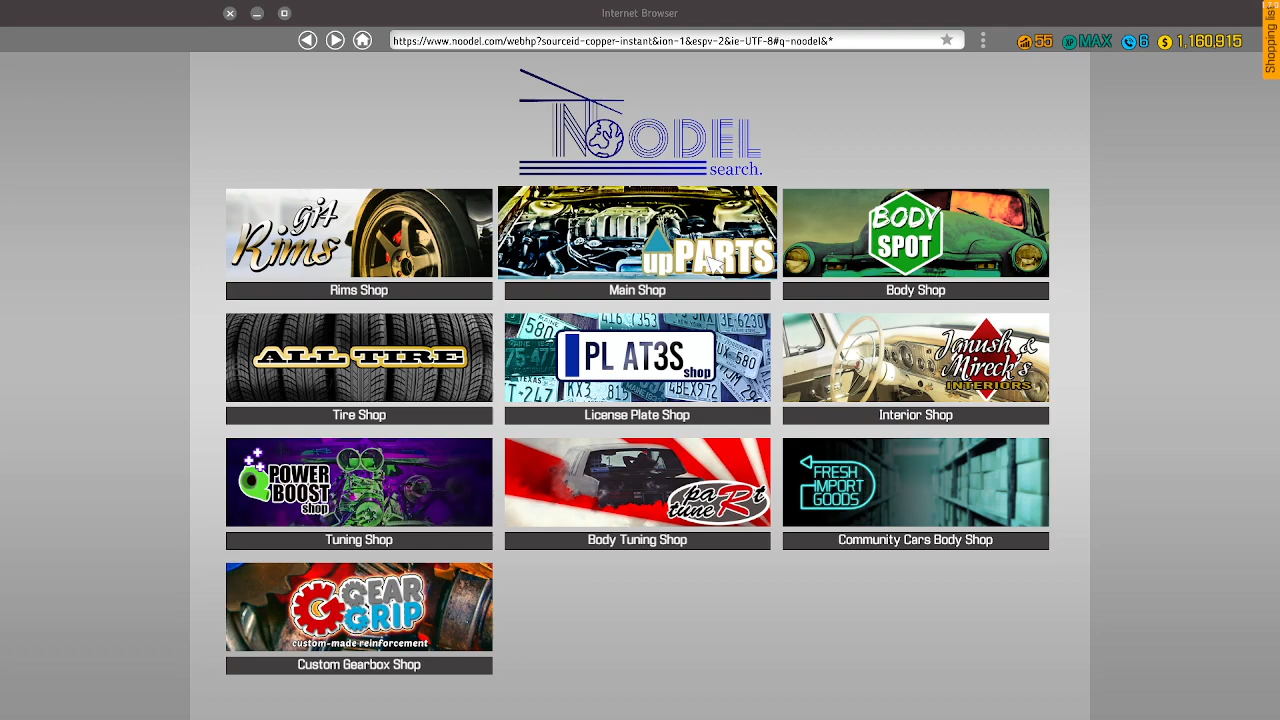 Internet Browser
https://www.noodel.com/webhp?sourceid-copper-instant&ion-1&espv-2&ie-UTF-8#q-noodel&*
55 XP MAX 6 $ 1,160,915
Shopping list
NOODEL
search.
gj4
Rims
upPARTS
BODY
SPOT
Rims Shop
Main Shop
Body Shop
ALL TIRE
PL AT3S
shop
Janush &
Mireck's
INTERIORS
Tire Shop
License Plate Shop
Interior Shop
POWER
BOOST
shop
paRt
tune
FRESH
IMPORT
GOODS
Tuning Shop
Body Tuning Shop
Community Cars Body Shop
GEAR
GRIP
custom-made reinforcement
Custom Gearbox Shop